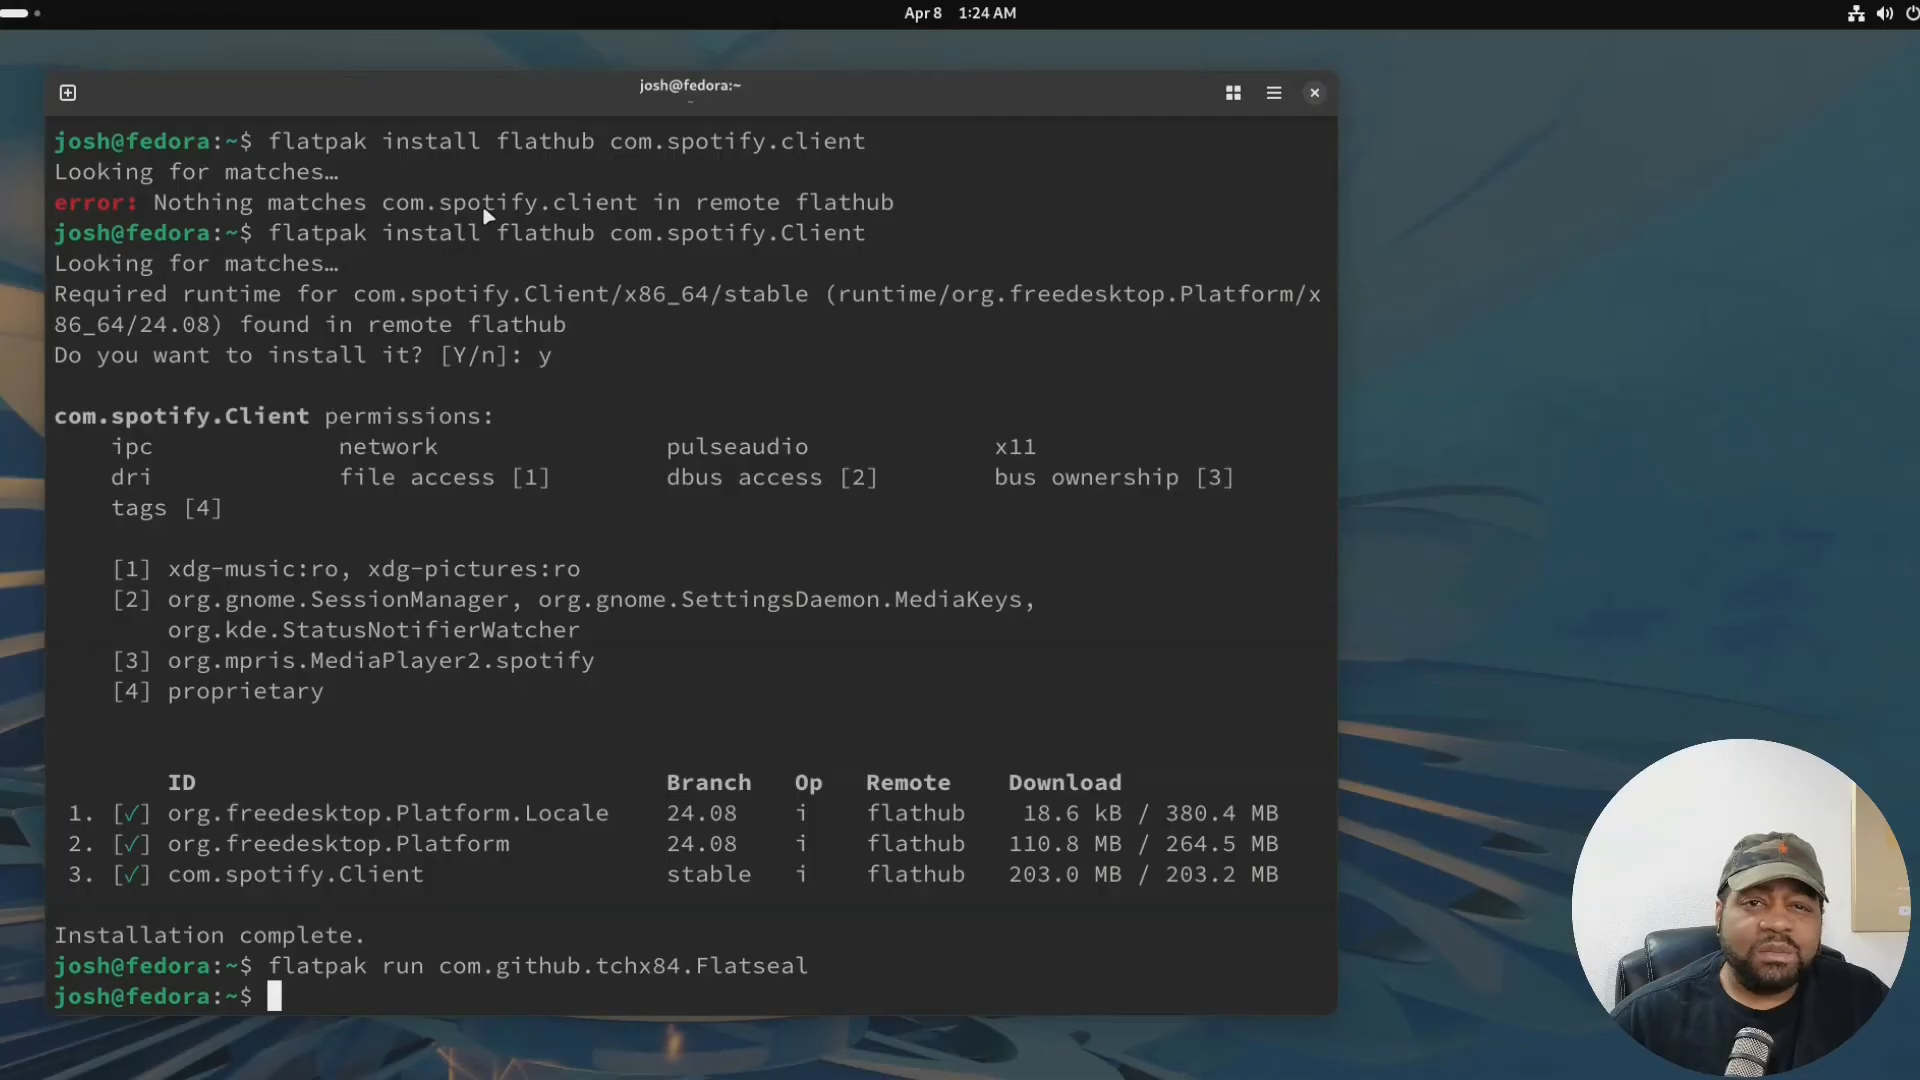 Apr 8 1:24 AM
josh@fedora:~
~
josh@fedora:~$ flatpak install flathub com.spotify.client
Looking for matches…
error: Nothing matches com.spotify.client in remote flathub
josh@fedora:~$ flatpak install flathub com.spotify.Client
Looking for matches…
Required runtime for com.spotify.Client/x86_64/stable (runtime/org.freedesktop.Platform/x
86_64/24.08) found in remote flathub
Do you want to install it? [Y/n]: y
com.spotify.Client permissions:
ipc network pulseaudio x11
dri file access [1] dbus access [2] bus ownership [3]
tags [4]
[1] xdg-music:ro, xdg-pictures:ro
[2] org.gnome.SessionManager, org.gnome.SettingsDaemon.MediaKeys,
org.kde.StatusNotifierWatcher
[3] org.mpris.MediaPlayer2.spotify
[4] proprietary
ID Branch Op Remote Download
1. [✓] org.freedesktop.Platform.Locale 24.08 i flathub 18.6 kB / 380.4 MB
2. [✓] org.freedesktop.Platform 24.08 i flathub 110.8 MB / 264.5 MB
3. [✓] com.spotify.Client stable i flathub 203.0 MB / 203.2 MB
Installation complete.
josh@fedora:~$ flatpak run com.github.tchx84.Flatseal
josh@fedora:~$